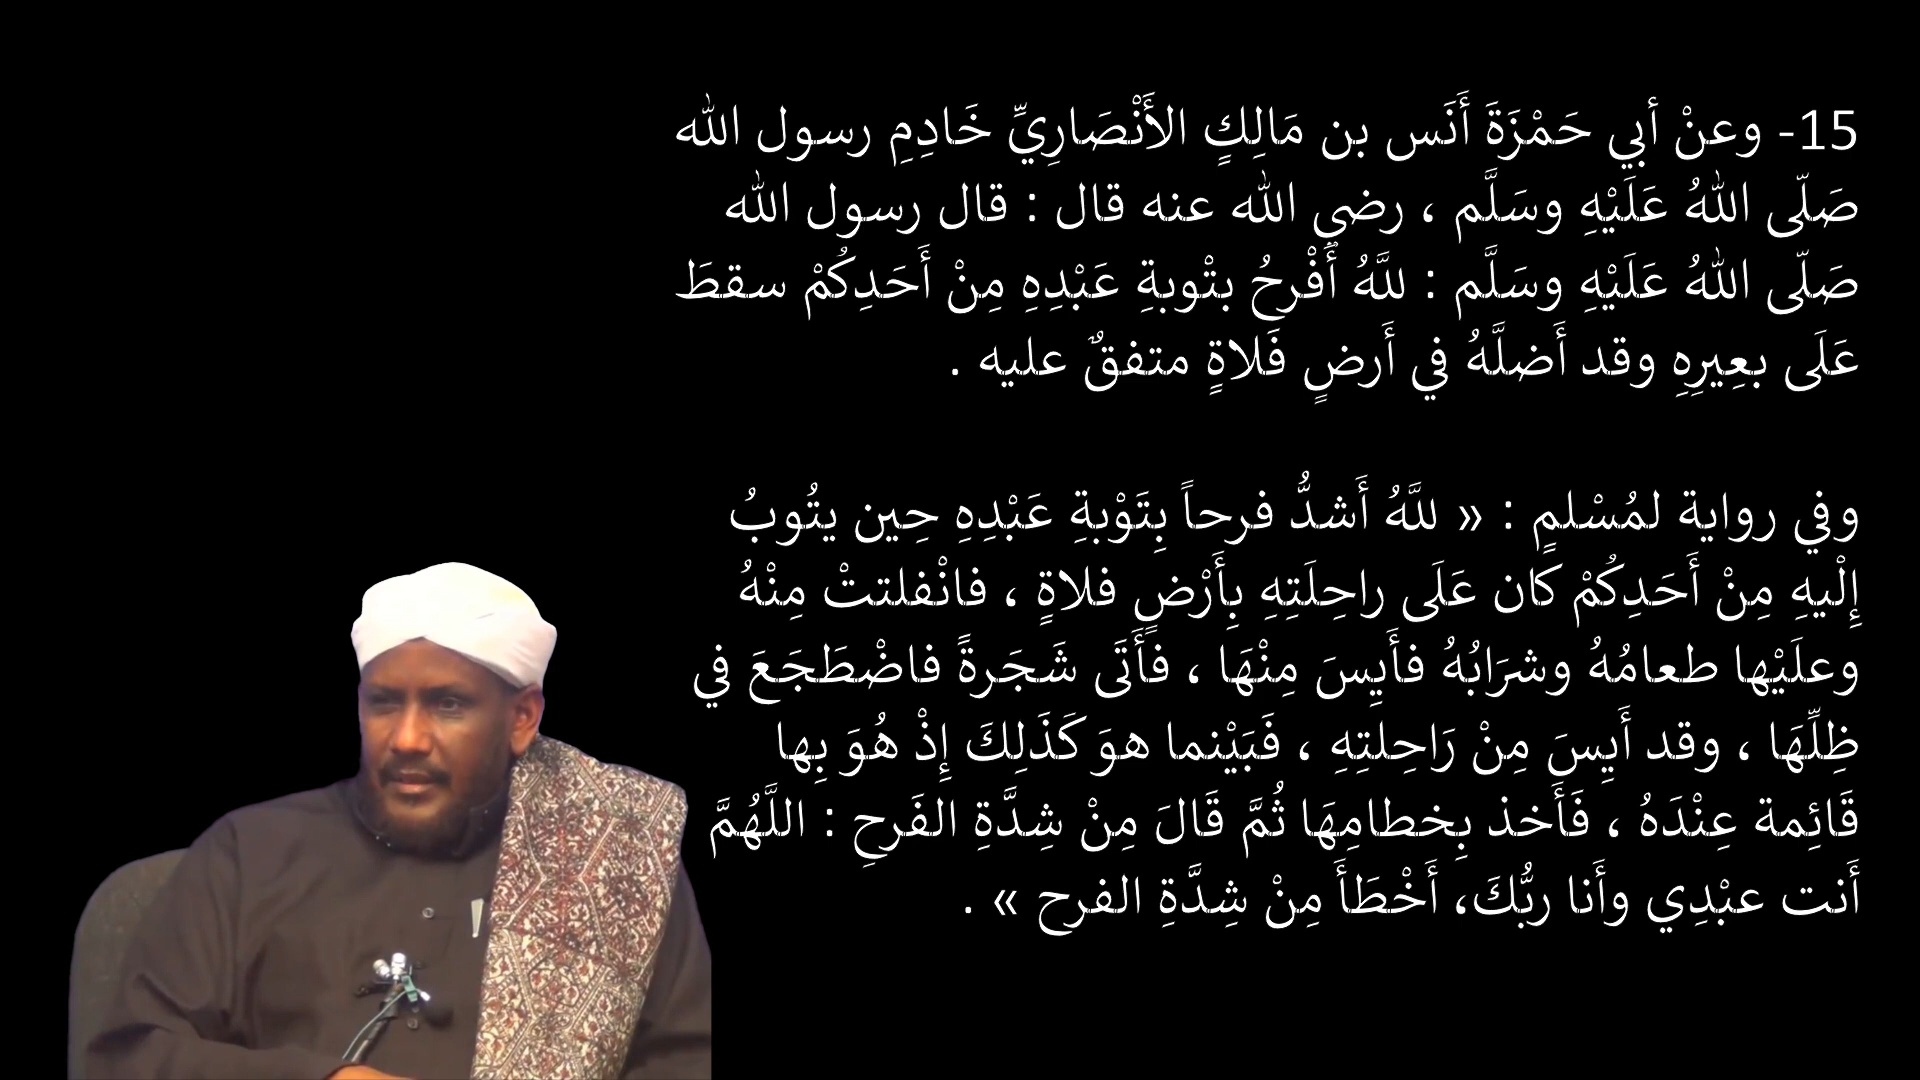 15- وعنْ أبي حَمْزَةَ أَنَس بن مَالِكٍ الأَنْصَارِيِّ خَادِمِ رسول الله
صَلّى اللهُ عَلَيْهِ وسَلَّم ، رضي الله عنه قال : قال رسول الله
صَلّى اللهُ عَلَيْهِ وسَلَّم : للَّهُ أَفْرحُ بتْوبةِ عَبْدِهِ مِنْ أَحَدِكُمْ سقطَ
عَلَى بعِيرِهِ وقد أَضلَّهُ في أَرضٍ فَلاةٍ متفقٌ عليه .
وفي رواية لمُسْلمٍ : « للَّهُ أَشدُّ فرحاً بِتَوْبةِ عَبْدِهِ حِين يتُوبُ
إِلْيهِ مِنْ أَحَدِكُمْ كان عَلَى راحِلَتِهِ بِأَرْضٍ فلاةٍ ، فانْفلتتْ مِنْهُ
وعلَيْها طعامُهُ وشرَابُهُ فأَيِسَ مِنْهَا ، فأَتَى شَجَرةً فاضْطَجَعَ في
ظِلِّهَا ، وقد أَيِسَ مِنْ رَاحِلتِهِ ، فَبَيْنما هوَ كَذَلِكَ إِذْ هُوَ بِها
قَائِمة عِنْدَهُ ، فَأَخذ بِخطامِهَا ثُمَّ قَالَ مِنْ شِدَّةِ الفَرحِ : اللَّهُمَّ
أَنت عبْدِي وأَنا ربُّكَ، أَخْطَأَ مِنْ شِدَّةِ الفرح » .